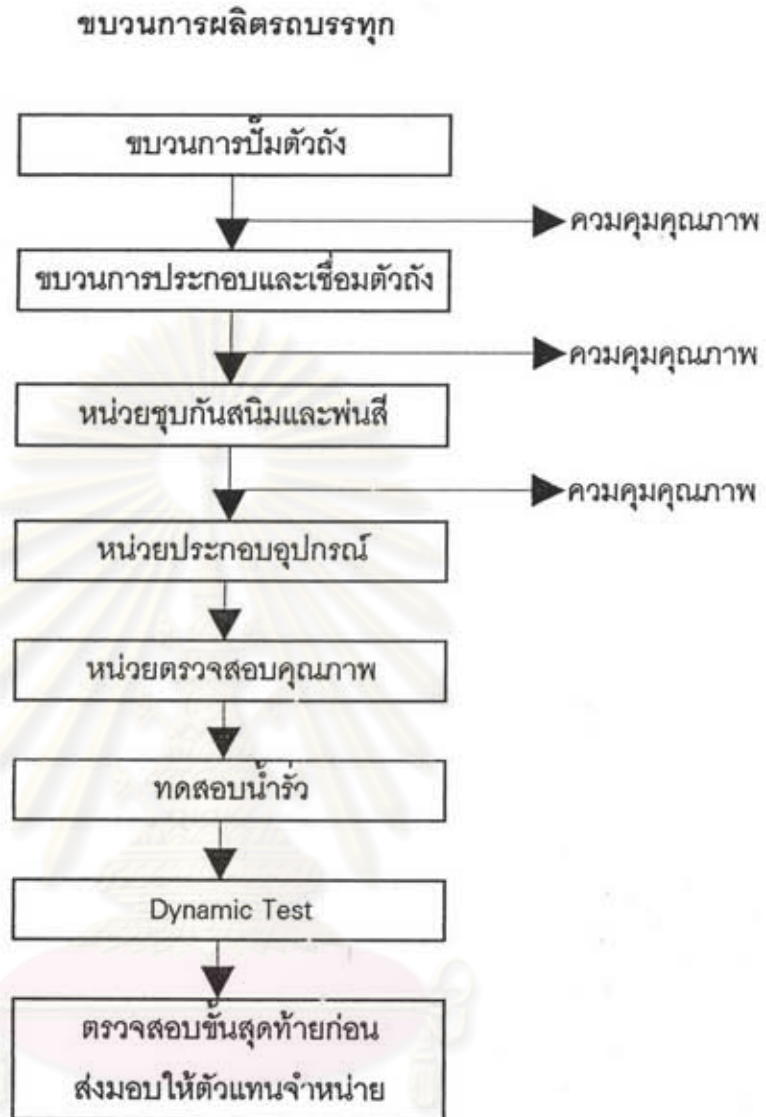 ขบวนการผลิตรถบรรทุก
ขบวนการปั๊มตัวถัง
ควมคุมคุณภาพ
ขบวนการประกอบและเชื่อมตัวถัง
ควมคุมคุณภาพ
หน่วยชุบกันสนิมและพ่นสี
ควมคุมคุณภาพ
หน่วยประกอบอุปกรณ์
หน่วยตรวจสอบคุณภาพ
ทดสอบน้ำรั่ว
Dynamic Test
ตรวจสอบขั้นสุดท้ายก่อน
ส่งมอบให้ตัวแทนจำหน่าย